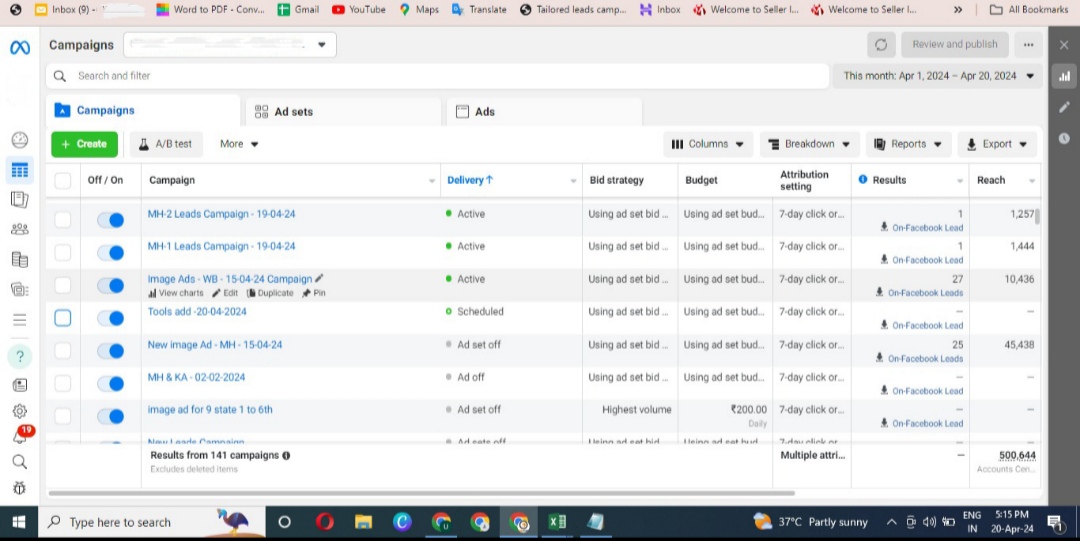 Inbox (9) -
Word to PDF - Conv...
Gmail
YouTube
Maps
Translate
Tailored leads camp...
Inbox
Welcome to Seller I...
Welcome to Seller I...
»
All Bookmarks
Campaigns
Review and publish
Search and filter
This month: Apr 1, 2024 – Apr 20, 2024
Campaigns
Ad sets
Ads
+ Create
A/B test
More
Columns
Breakdown
Reports
Export
Off / On
Campaign
Delivery ↑
Bid strategy
Budget
Attribution
setting
Results
Reach
MH-2 Leads Campaign - 19-04-24
Active
Using ad set bid ...
Using ad set bud...
7-day click or...
1
On-Facebook Lead
1,257
MH-1 Leads Campaign - 19-04-24
Active
Using ad set bid ...
Using ad set bud...
7-day click or...
1
On-Facebook Lead
1,444
Image Ads - WB - 15-04-24 Campaign
View charts Edit Duplicate Pin
Active
Using ad set bid ...
Using ad set bud...
7-day click or...
27
On-Facebook Leads
10,436
Tools add -20-04-2024
Scheduled
Using ad set bid ...
Using ad set bud...
7-day click or...
–
On-Facebook Lead
–
New image Ad - MH - 15-04-24
Ad set off
Using ad set bid ...
Using ad set bud...
7-day click or...
25
On-Facebook Leads
45,438
MH & KA - 02-02-2024
Ad off
Using ad set bid ...
Using ad set bud...
7-day click or...
–
On-Facebook Lead
–
image ad for 9 state 1 to 6th
Ad set off
Highest volume
₹200.00
Daily
7-day click or...
–
On-Facebook Lead
–
New Leads Campaign
Ad sets off
Using ad set bid
Using ad set bud
7-day click or
Results from 141 campaigns
Excludes deleted items
Multiple attri...
–
500,644
Accounts Cen...
19
Type here to search
37°C Partly sunny
ENG
IN
5:15 PM
20-Apr-24
1